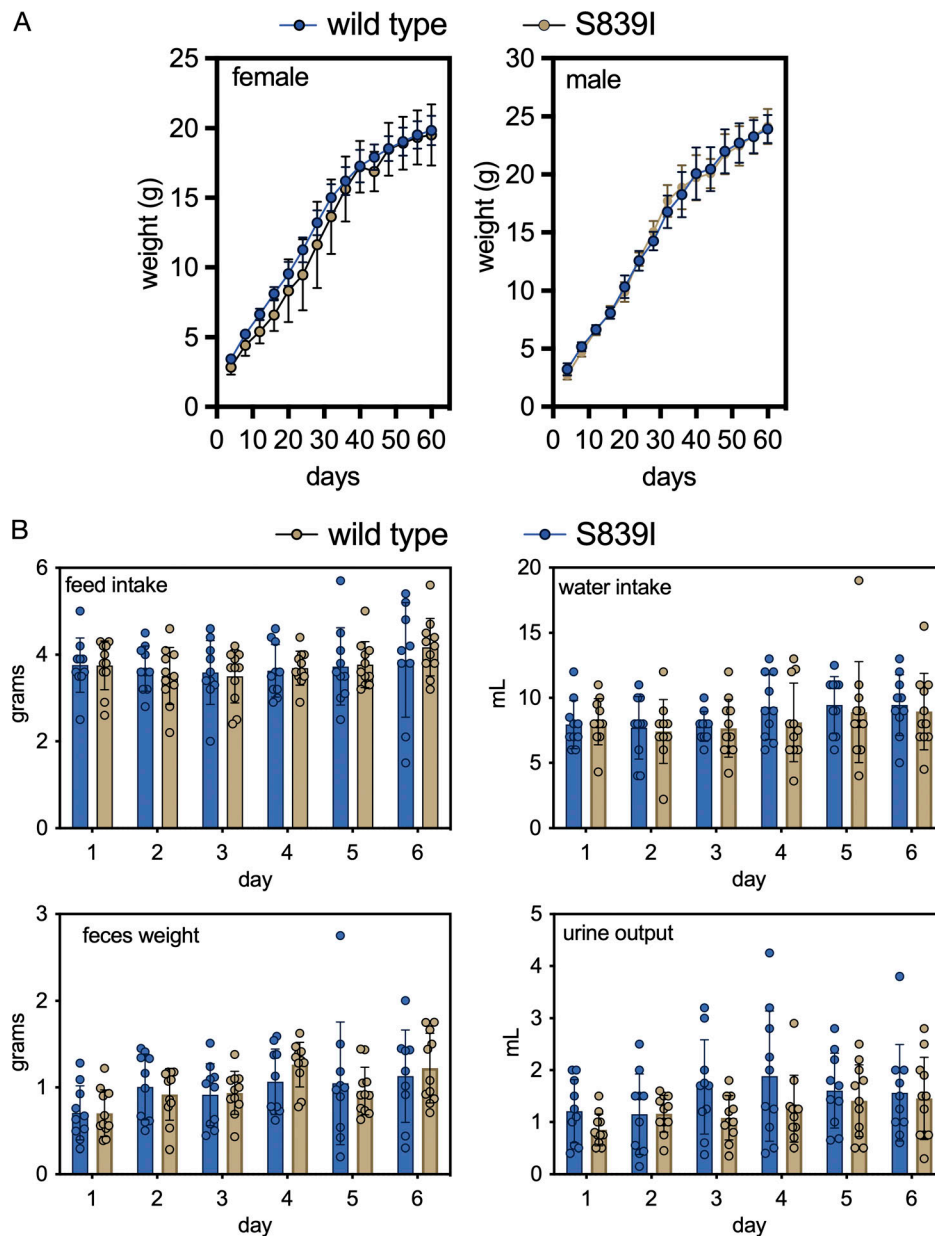 A
wild type
S839I
female
male
weight (g)
25
20
15
10
5
0
0 10 20 30 40 50 60
days
weight (g)
30
25
20
15
10
5
0
0 10 20 30 40 50 60
days
B
wild type
S839I
feed intake
grams
6
4
2
0
1 2 3 4 5 6
day
water intake
mL
20
15
10
5
0
1 2 3 4 5 6
day
feces weight
grams
3
2
1
0
1 2 3 4 5 6
day
urine output
mL
5
4
3
2
1
0
1 2 3 4 5 6
day